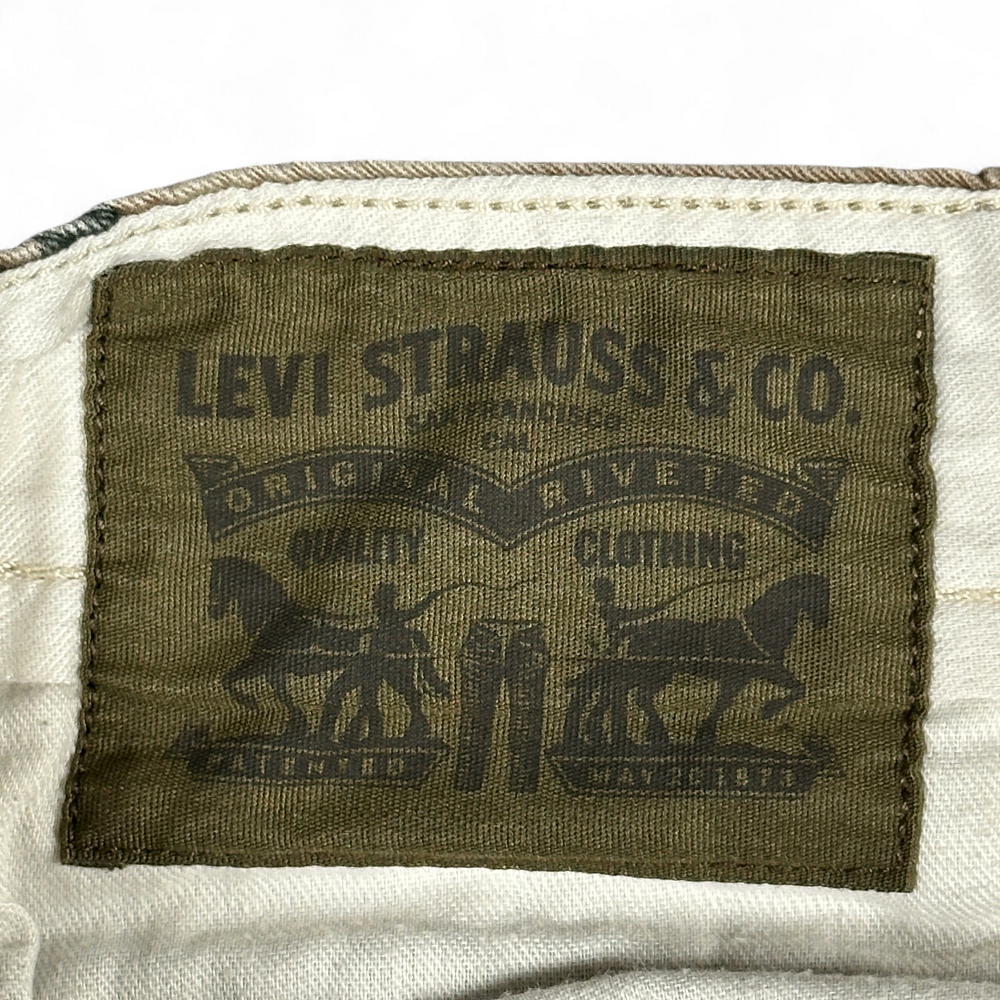 LEVI STRAUSS & CO.
SAN FRANCISCO
CAL.
ORIGINAL RIVETED
QUALITY CLOTHING
PATENTED MAY 20 1873